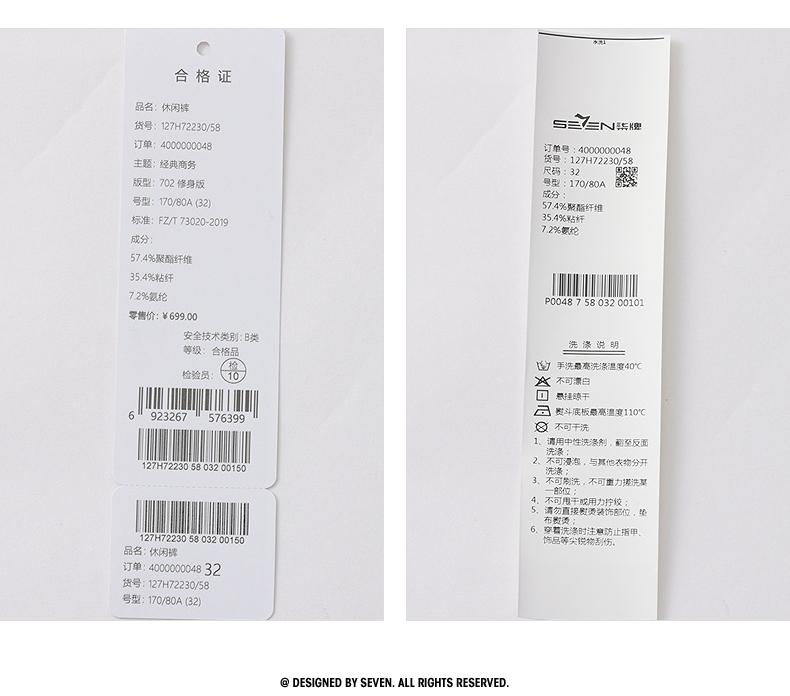 合格证
品名: 休闲裤
货号: 127H72230/58
订单: 4000000048
主题: 经典商务
版型: 702 修身版
号型: 170/80A (32)
标准: FZ/T 73020-2019
成分:
57.4%聚酯纤维
35.4%粘纤
7.2%氨纶
零售价: ¥699.00
安全技术类别: B类
等级: 合格品
检验员: 检 10
6 923267 576399
127H72230 58 032 00150
127H72230 58 032 00150
品名: 休闲裤
订单: 4000000048 32
货号: 127H72230/58
号型: 170/80A (32)
水洗1
SEVEN柒牌
订单号: 4000000048
货号: 127H72230/58
尺码: 32
号型: 170/80A
成分:
57.4%聚酯纤维
35.4%粘纤
7.2%氨纶
P0048 7 58 032 00101
洗涤说明
手洗最高洗涤温度40℃
不可漂白
悬挂晾干
熨斗底板最高温度110℃
不可干洗
1、请用中性洗涤剂，翻至反面
洗涤;
2、不可浸泡，与其他衣物分开
洗涤;
3、不可刷洗，不可重力搓洗某
一部位;
4、不可甩干或用力拧绞;
5、请勿直接熨烫装饰部位，垫
布熨烫;
6、穿着洗涤时注意防止指甲、
饰品等尖锐物刮伤。
@ DESIGNED BY SEVEN. ALL RIGHTS RESERVED.